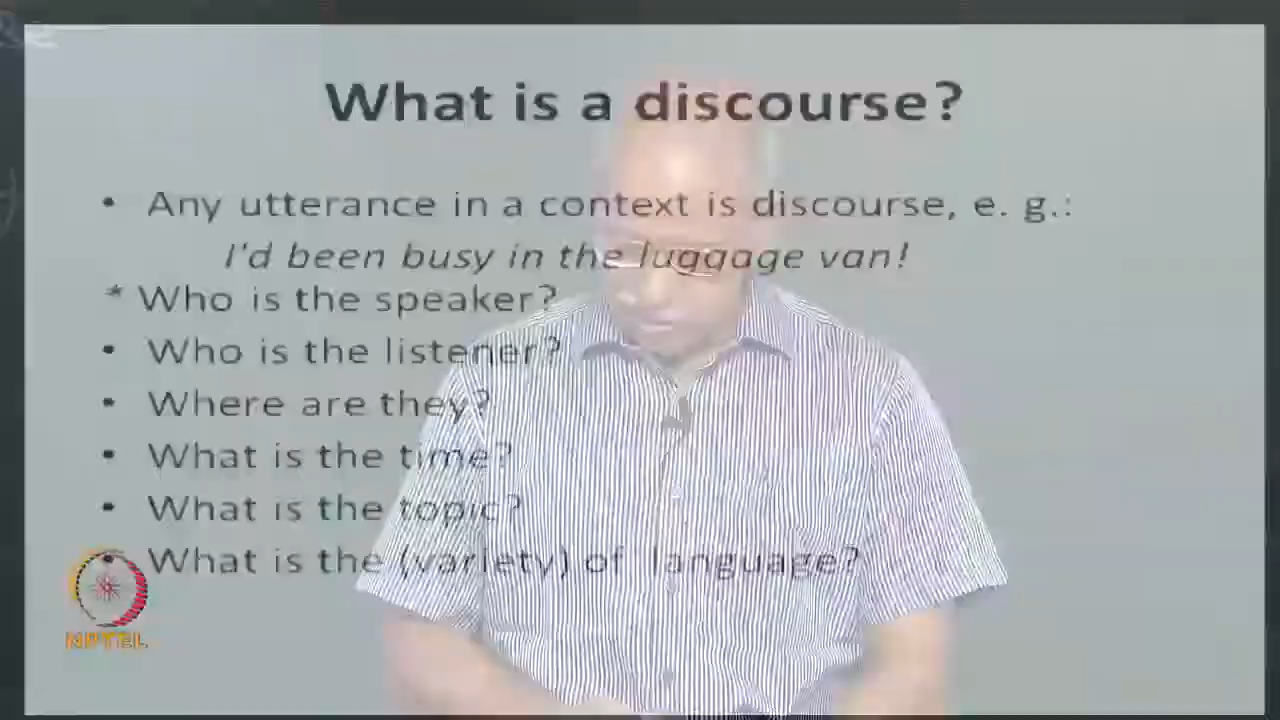 What is a discourse?
• Any utterance in a context is discourse, e. g.:
I'd been busy in the luggage van!
* Who is the speaker?
• Who is the listener?
• Where are they?
• What is the time?
• What is the topic?
• What is the (variety) of language?
NPTEL